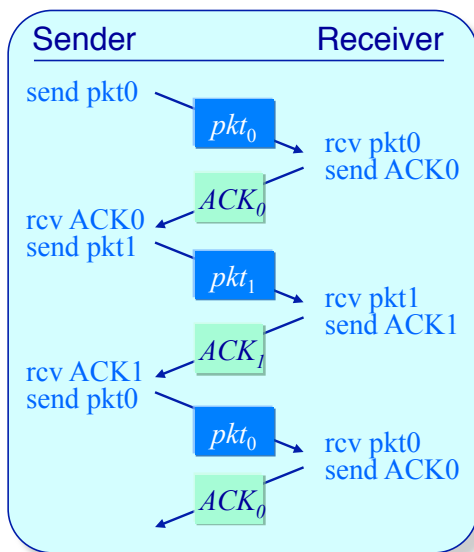 Sender Receiver
send pkt0
pkt₀
rcv pkt0
send ACK0
ACK₀
rcv ACK0
send pkt1
pkt₁
rcv pkt1
send ACK1
ACK₁
rcv ACK1
send pkt0
pkt₀
rcv pkt0
send ACK0
ACK₀